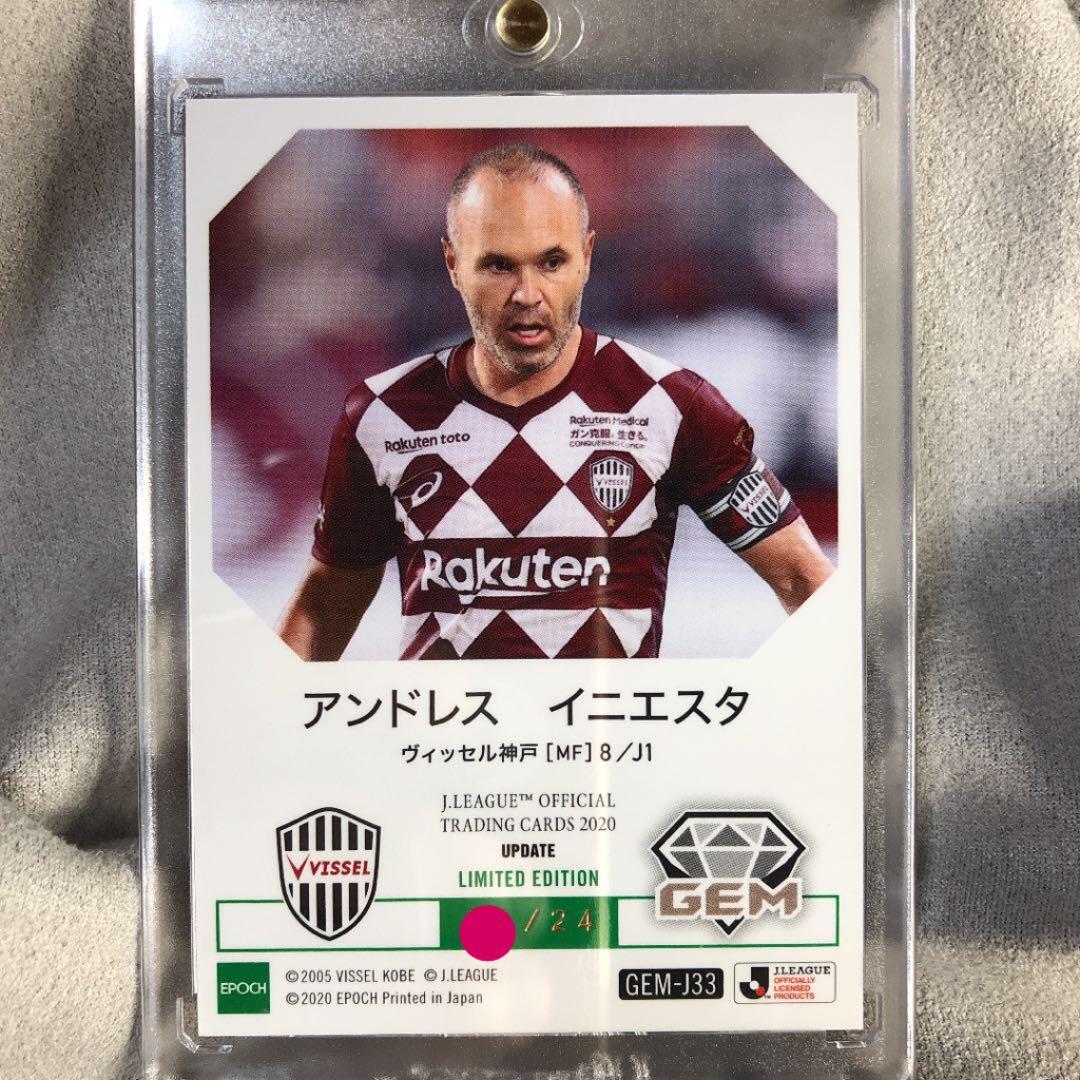 Rakuten toto
Rakuten Medical
ガン克服。生きる。
CONQUERING Cancer
VISSEL
VISSEL
Rakuten
アンドレス イニエスタ
ヴィッセル神戸 [MF] 8/J1
J.LEAGUE™ OFFICIAL
TRADING CARDS 2020
UPDATE
LIMITED EDITION
VISSEL
GEM
/24
EPOCH
©2005 VISSEL KOBE ©J.LEAGUE
©2020 EPOCH Printed in Japan
GEM-J33
J.LEAGUE
OFFICIALLY
LICENSED
PRODUCTS